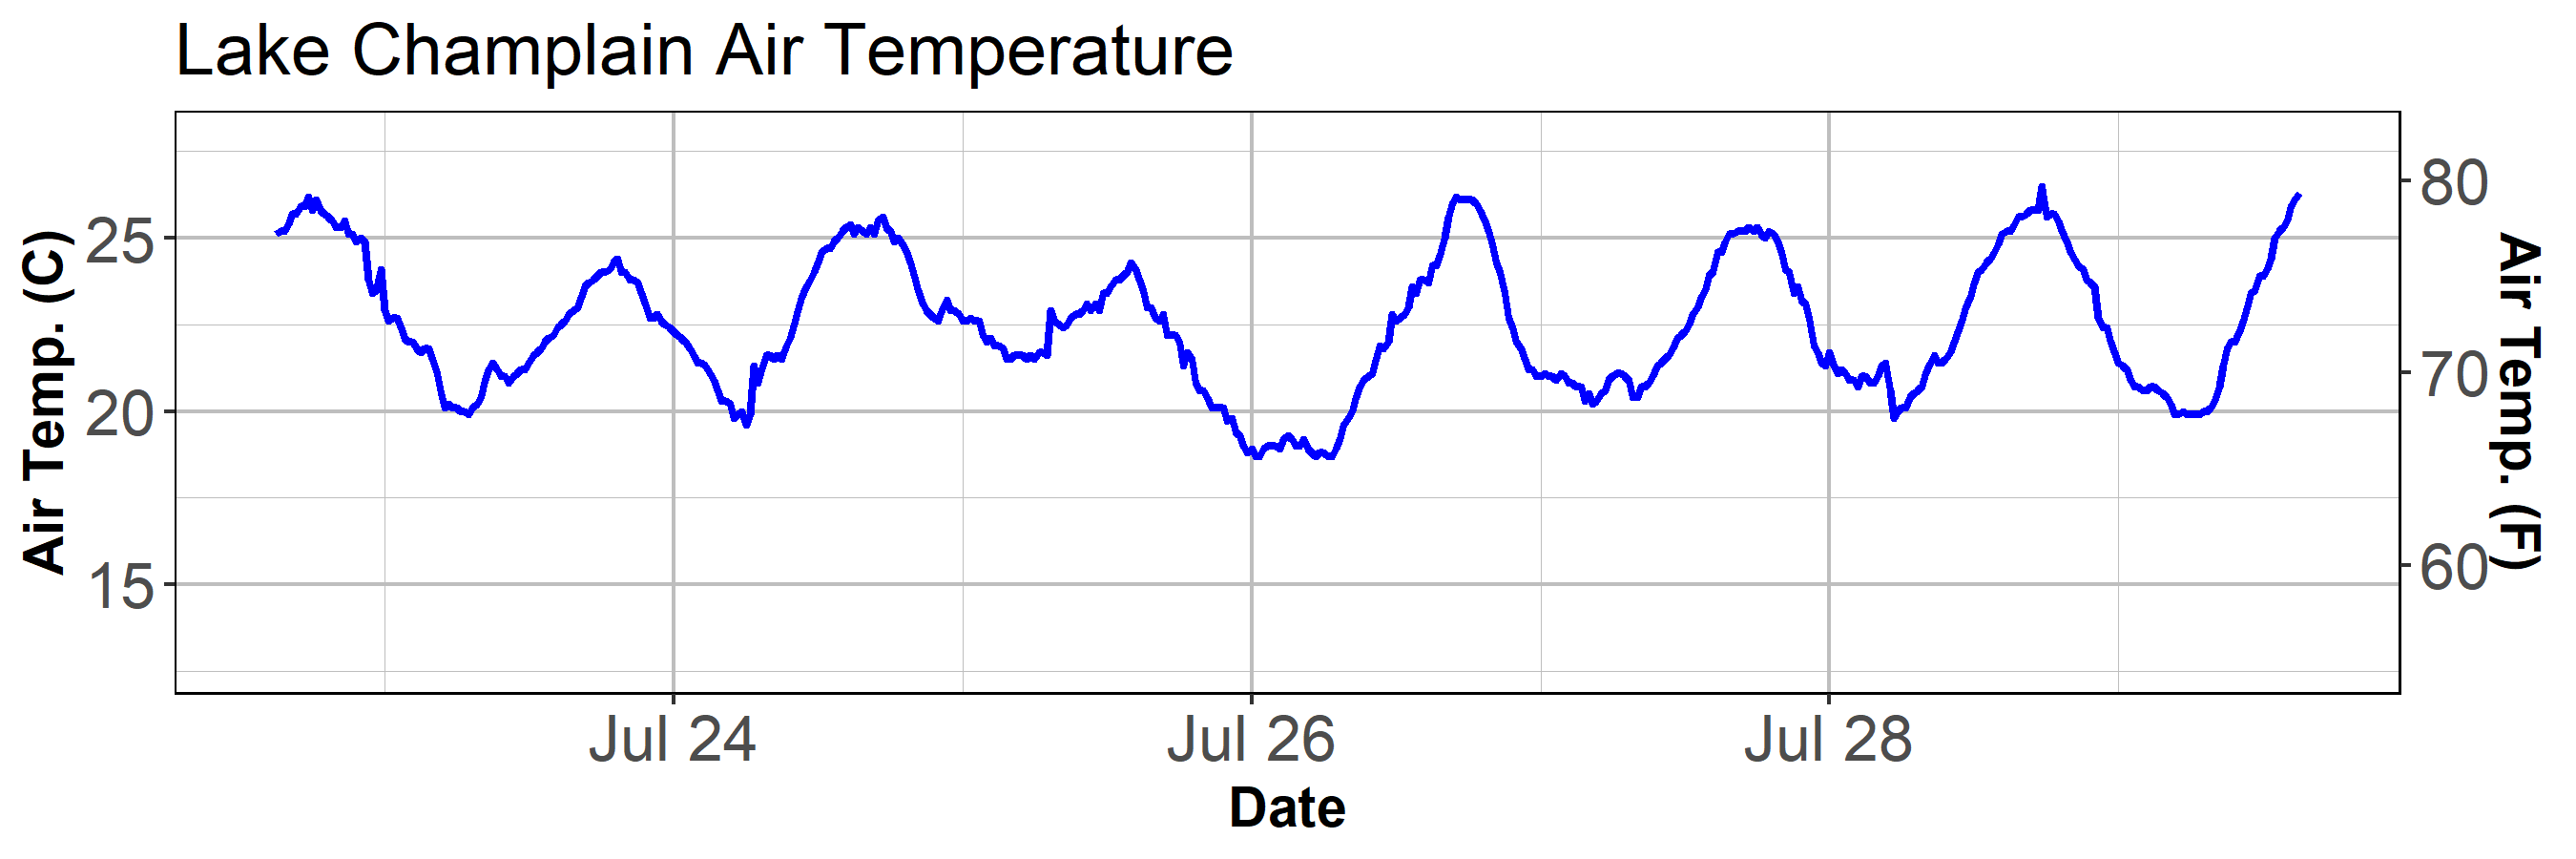 Lake Champlain Air Temperature
Air Temp. (C)
25
20
15
80
70
60
Air Temp. (F)
Jul 24 Jul 26 Jul 28
Date